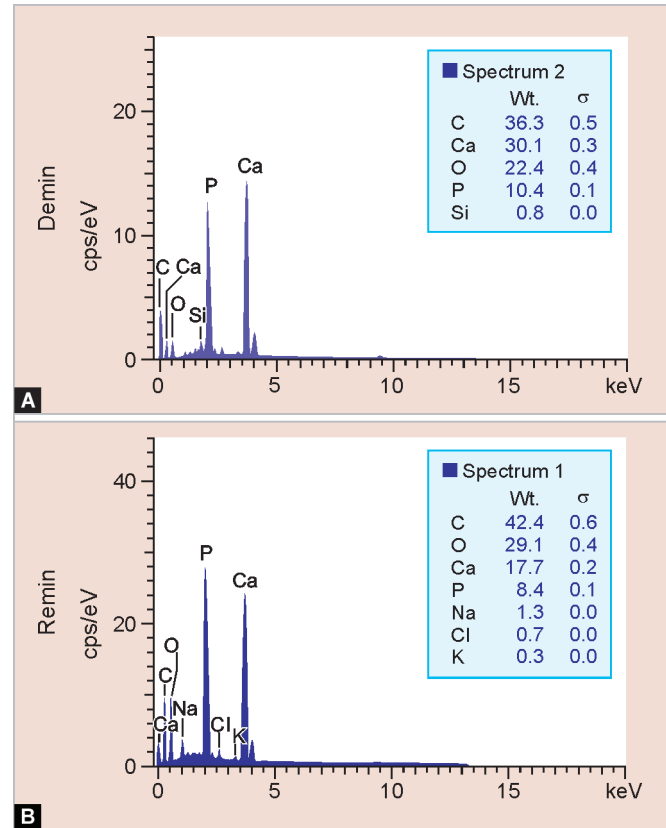 Demin
cps/eV
20
10
0
0
5
10
15
keV
C
Ca
O
Si
P
Ca
Spectrum 2
Wt. σ
C 36.3 0.5
Ca 30.1 0.3
O 22.4 0.4
P 10.4 0.1
Si 0.8 0.0
A
Remin
cps/eV
40
20
0
0
5
10
15
keV
Ca
C
O
Na
P
Cl
K
Ca
Spectrum 1
Wt. σ
C 42.4 0.6
O 29.1 0.4
Ca 17.7 0.2
P 8.4 0.1
Na 1.3 0.0
Cl 0.7 0.0
K 0.3 0.0
B